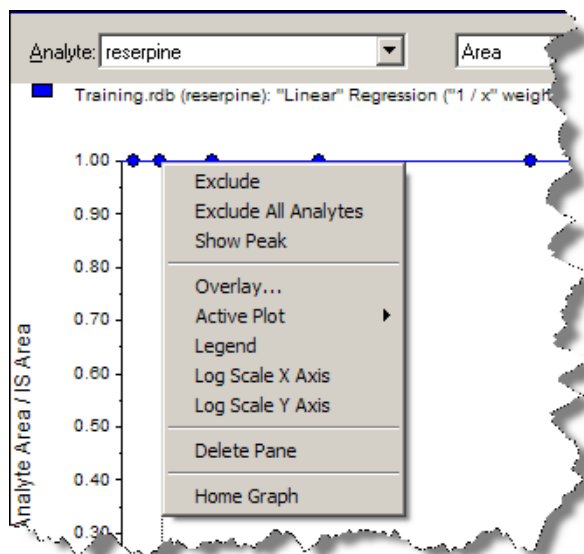 Analyte: reserpine Area
Training.rdb (reserpine): "Linear" Regression ("1 / x" weight
1.00
0.90
0.80
0.70
0.60
0.50
0.40
0.30
Analyte Area / IS Area
Exclude
Exclude All Analytes
Show Peak
Overlay...
Active Plot
Legend
Log Scale X Axis
Log Scale Y Axis
Delete Pane
Home Graph